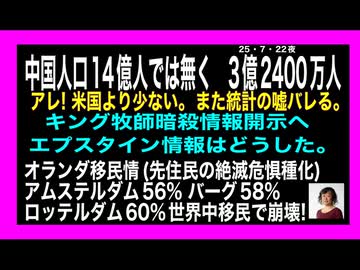 25・7・22夜
中国人口14億人では無く 3億2400万人
アレ! 米国より少ない。また統計の嘘バレる。
キング牧師暗殺情報開示へ
エプスタイン情報はどうした。
オランダ移民情 (先住民の絶滅危惧種化)
アムステルダム56% バーグ58%
ロッテルダム60%世界中移民で崩壊!